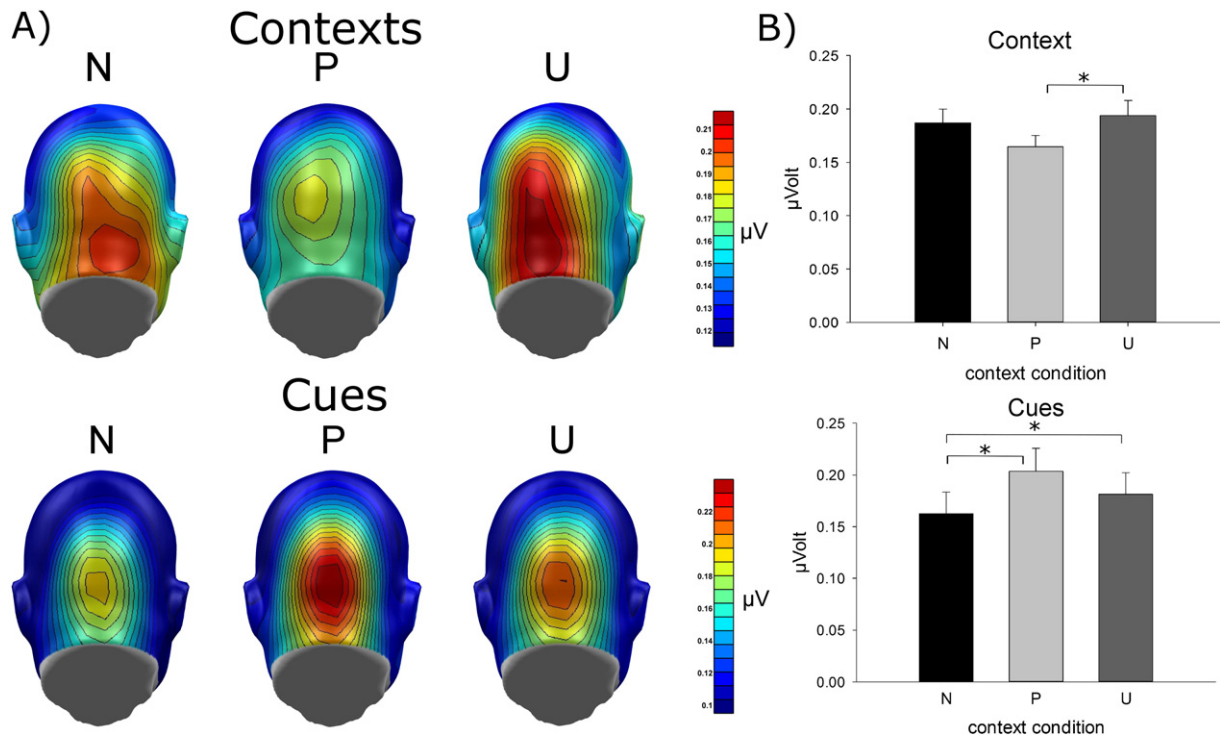 A)
Contexts
N P U
0.21
0.2
0.19
0.18
0.17
0.16
0.15
0.14
0.13
0.12
µV
Cues
N P U
0.22
0.2
0.18
0.16
0.14
0.12
0.1
µV
B)
Context
*
0.25
0.20
0.15
0.10
0.05
0.00
µVolt
N P U
context condition
Cues
*
*
0.25
0.20
0.15
0.10
0.05
0.00
µVolt
N P U
context condition